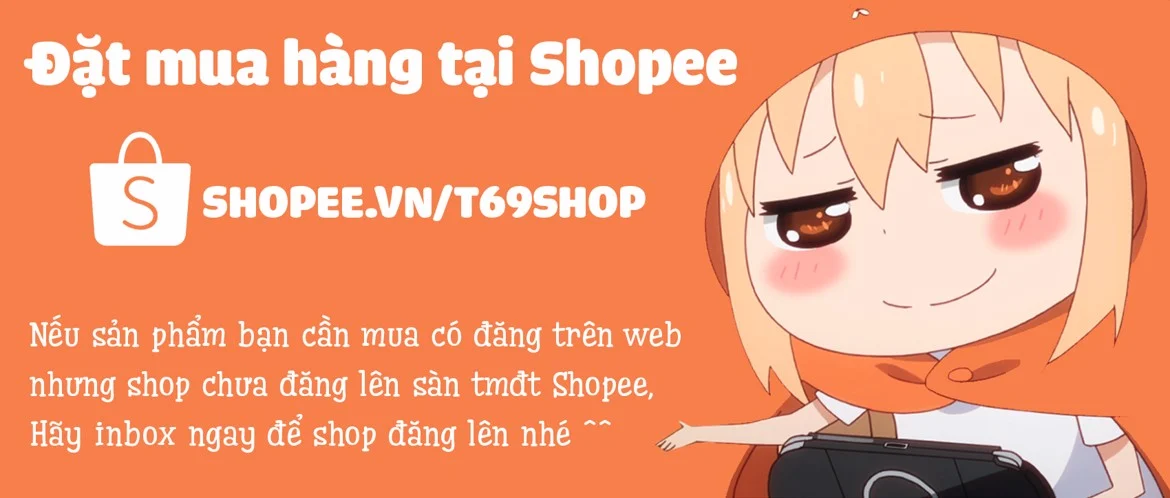 Đặt mua hàng tại Shopee
S
SHOPEE.VN/T69SHOP
Nếu sản phẩm bạn cần mua có đăng trên web
nhưng shop chưa đăng lên sàn tmđt Shopee,
Hãy inbox ngay để shop đăng lên nhé ^^